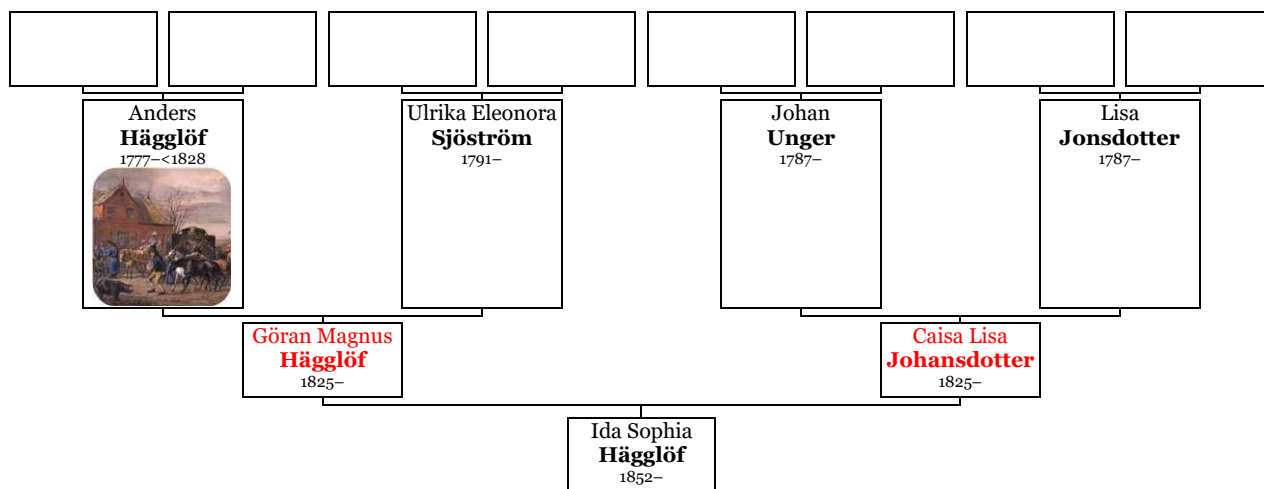 Anders
Hägglöf
1777–<1828
Ulrika Eleonora
Sjöström
1791–
Johan
Unger
1787–
Lisa
Jonsdotter
1787–
Göran Magnus
Hägglöf
1825–
Caisa Lisa
Johansdotter
1825–
Ida Sophia
Hägglöf
1852–